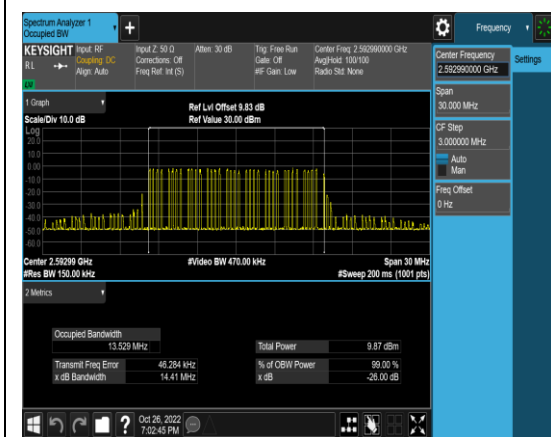 Spectrum Analyzer 1
Occupied BW
+
Frequency
KEYSIGHT
RL
Input: RF
Coupling: DC
Align: Auto
Input Z: 50 Ω
Corrections: Off
Freq Ref: Int (S)
Atten: 30 dB
Trig: Free Run
Gate: Off
#IF Gain: Low
Center Freq: 2.592990000 GHz
Avg|Hold: 100/100
Radio Std: None
1 Graph
Scale/Div 10.0 dB
Ref Lvl Offset 9.83 dB
Ref Value 30.00 dBm
Log
20.0
10.0
0.00
-10.0
-20.0
-30.0
-40.0
-50.0
-60.0
Center 2.59299 GHz
#Video BW 470.00 kHz
Span 30 MHz
#Res BW 150.00 kHz
#Sweep 200 ms (1001 pts)
2 Metrics
Occupied Bandwidth
13.529 MHz
Total Power 9.87 dBm
Transmit Freq Error 46.284 kHz
% of OBW Power 99.00 %
x dB Bandwidth 14.41 MHz
x dB -26.00 dB
Center Frequency
2.592990000 GHz
Settings
Span
30.000 MHz
CF Step
3.000000 MHz
Auto
Man
Freq Offset
0 Hz
?
Oct 26, 2022
7:02:45 PM